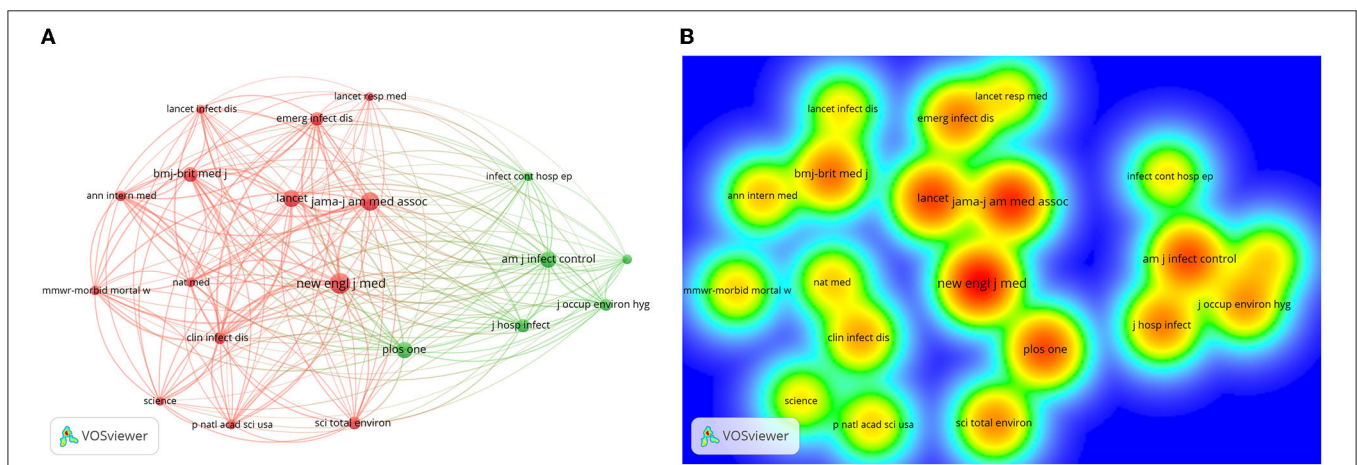 A
lancet infect dis
lancet resp med
emerg infect dis
bmj-brit med j
ann intern med
lancet
jama-j am med assoc
infect cont hosp ep
am j infect control
mmwr-morbid mortal w
nat med
new engl j med
j occup environ hyg
j hosp infect
clin infect dis
plos one
science
p natl acad sci usa
sci total environ
VOSviewer
B
lancet infect dis
lancet resp med
emerg infect dis
bmj-brit med j
ann intern med
lancet
jama-j am med assoc
infect cont hosp ep
am j infect control
mmwr-morbid mortal w
nat med
new engl j med
j occup environ hyg
j hosp infect
clin infect dis
plos one
science
p natl acad sci usa
sci total environ
VOSviewer